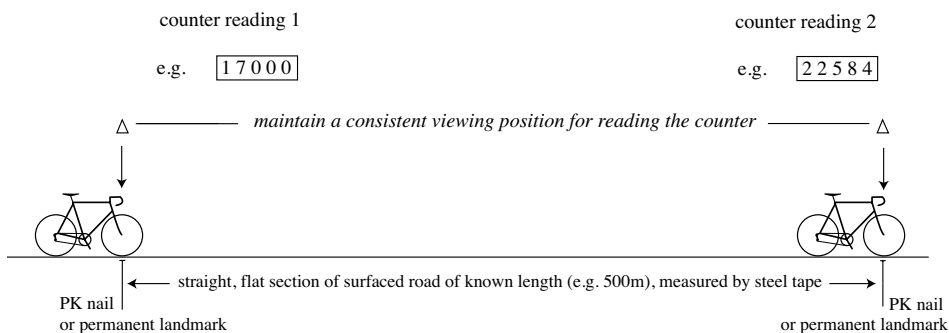 counter reading 1
counter reading 2
e.g. 17000
e.g. 22584
maintain a consistent viewing position for reading the counter
straight, flat section of surfaced road of known length (e.g. 500m), measured by steel tape
PK nail
or permanent landmark
PK nail
or permanent landmark